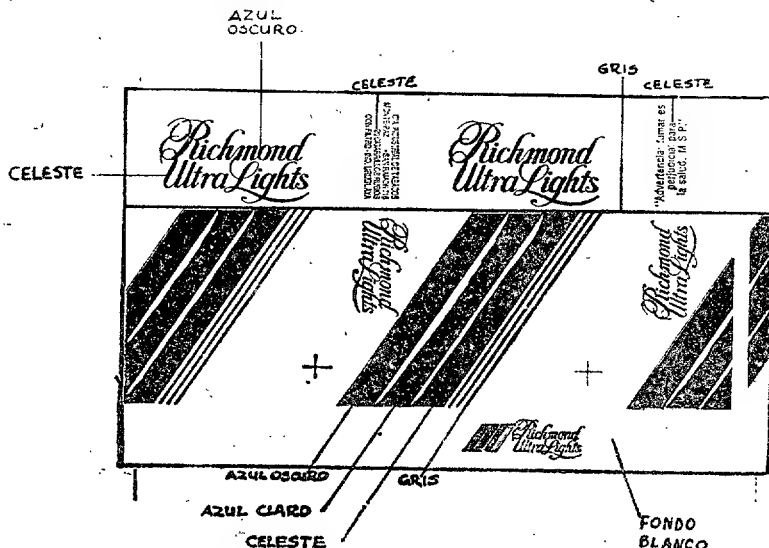 AZUL
OSCURO
CELESTE
GRIS
CELESTE
CELESTE
Richmond
Ultra Lights
Richmond
Ultra Lights
"Advertencia: fumar es
perjudicial para
la salud. M.S.P."
Richmond
Ultra Lights
Richmond
Ultra Lights
Richmond
Ultra Lights
AZUL OSCURO
GRIS
AZUL CLARO
CELESTE
FONDO
BLANCO